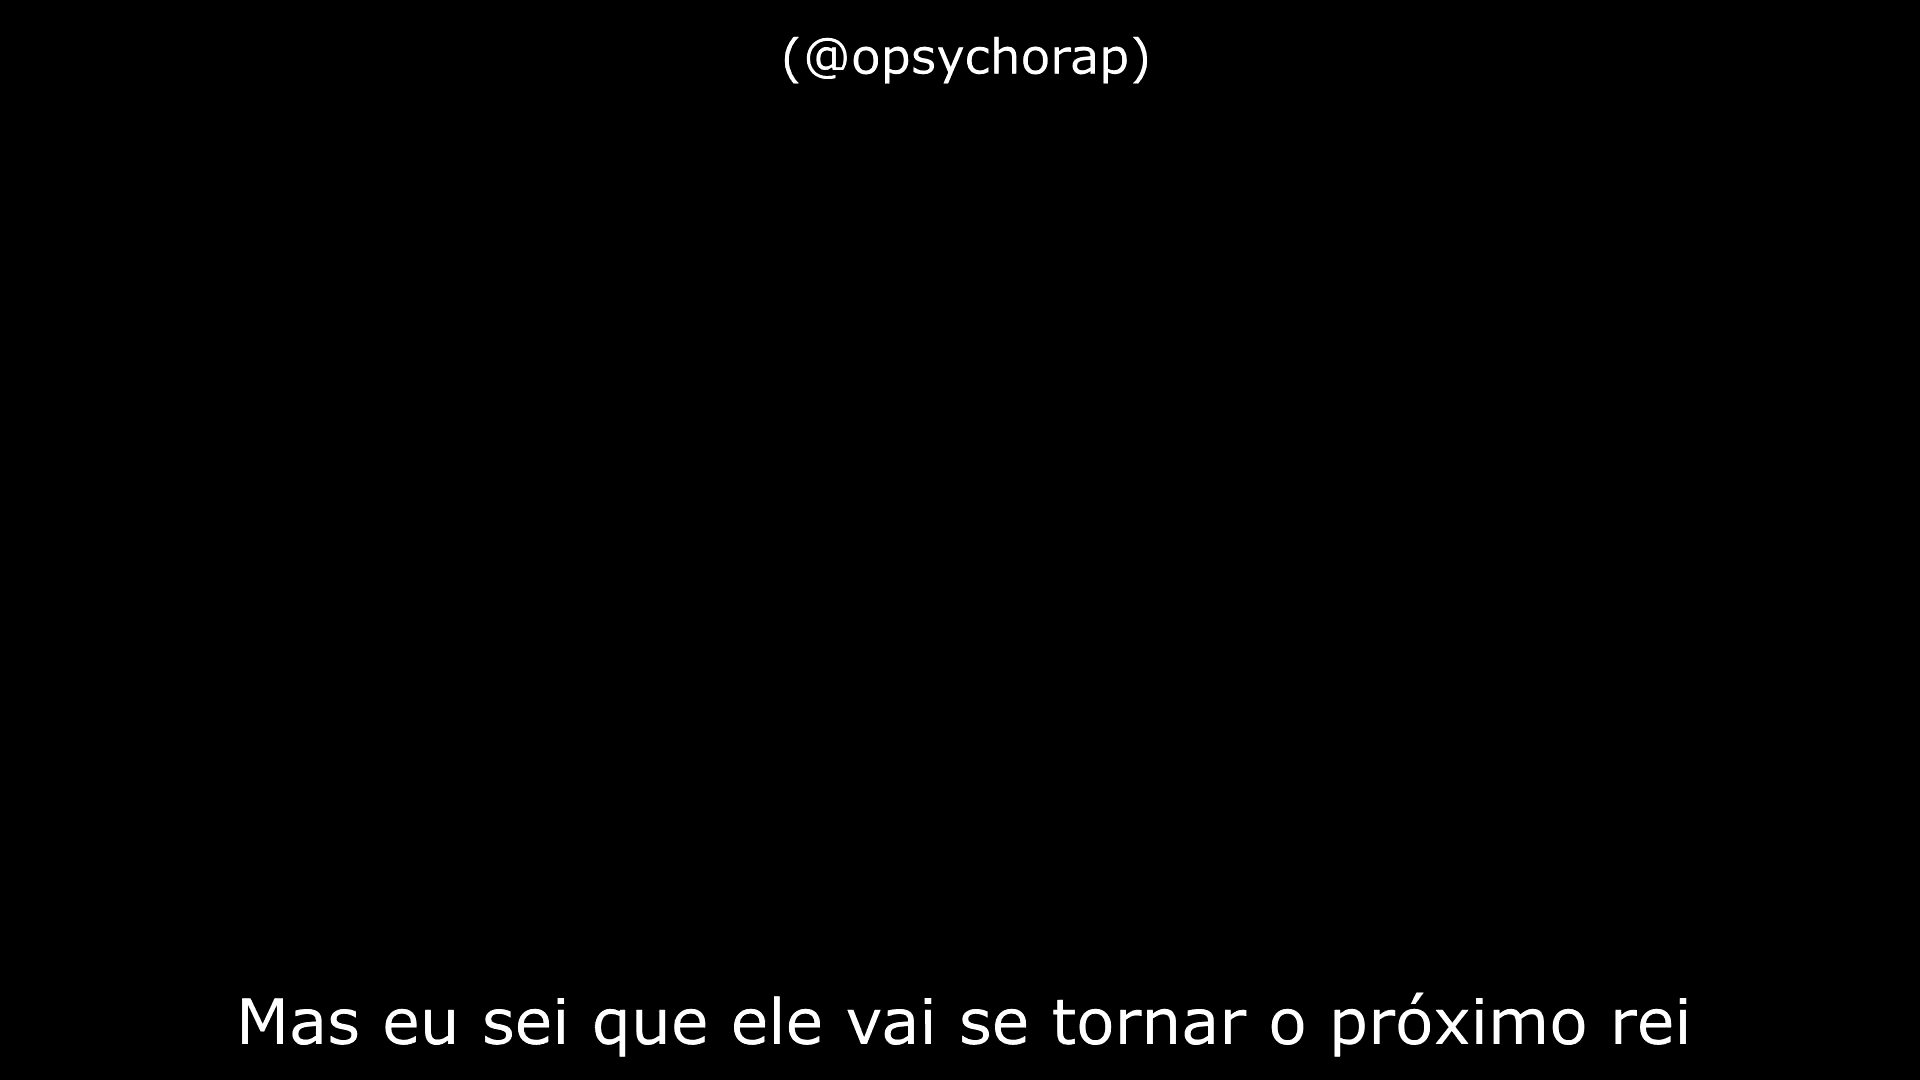 (@opsychorap)
Mas eu sei que ele vai se tornar o próximo rei